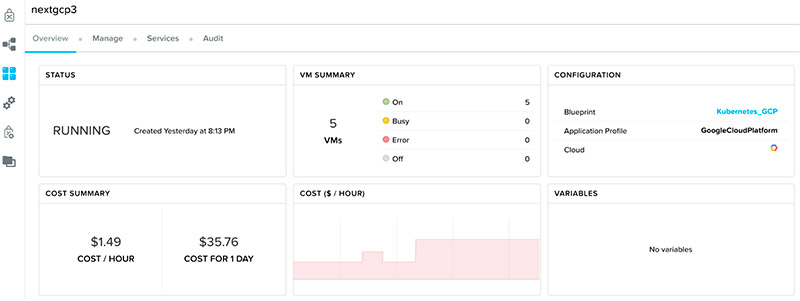 nextgcp3
Overview Manage Services Audit
STATUS
RUNNING Created Yesterday at 8:13 PM
VM SUMMARY
5
VMs
On 5
Busy 0
Error 0
Off 0
CONFIGURATION
Blueprint Kubernetes_GCP
Application Profile GoogleCloudPlatform
Cloud
COST SUMMARY
$1.49
COST / HOUR
$35.76
COST FOR 1 DAY
COST ($ / HOUR)
VARIABLES
No variables